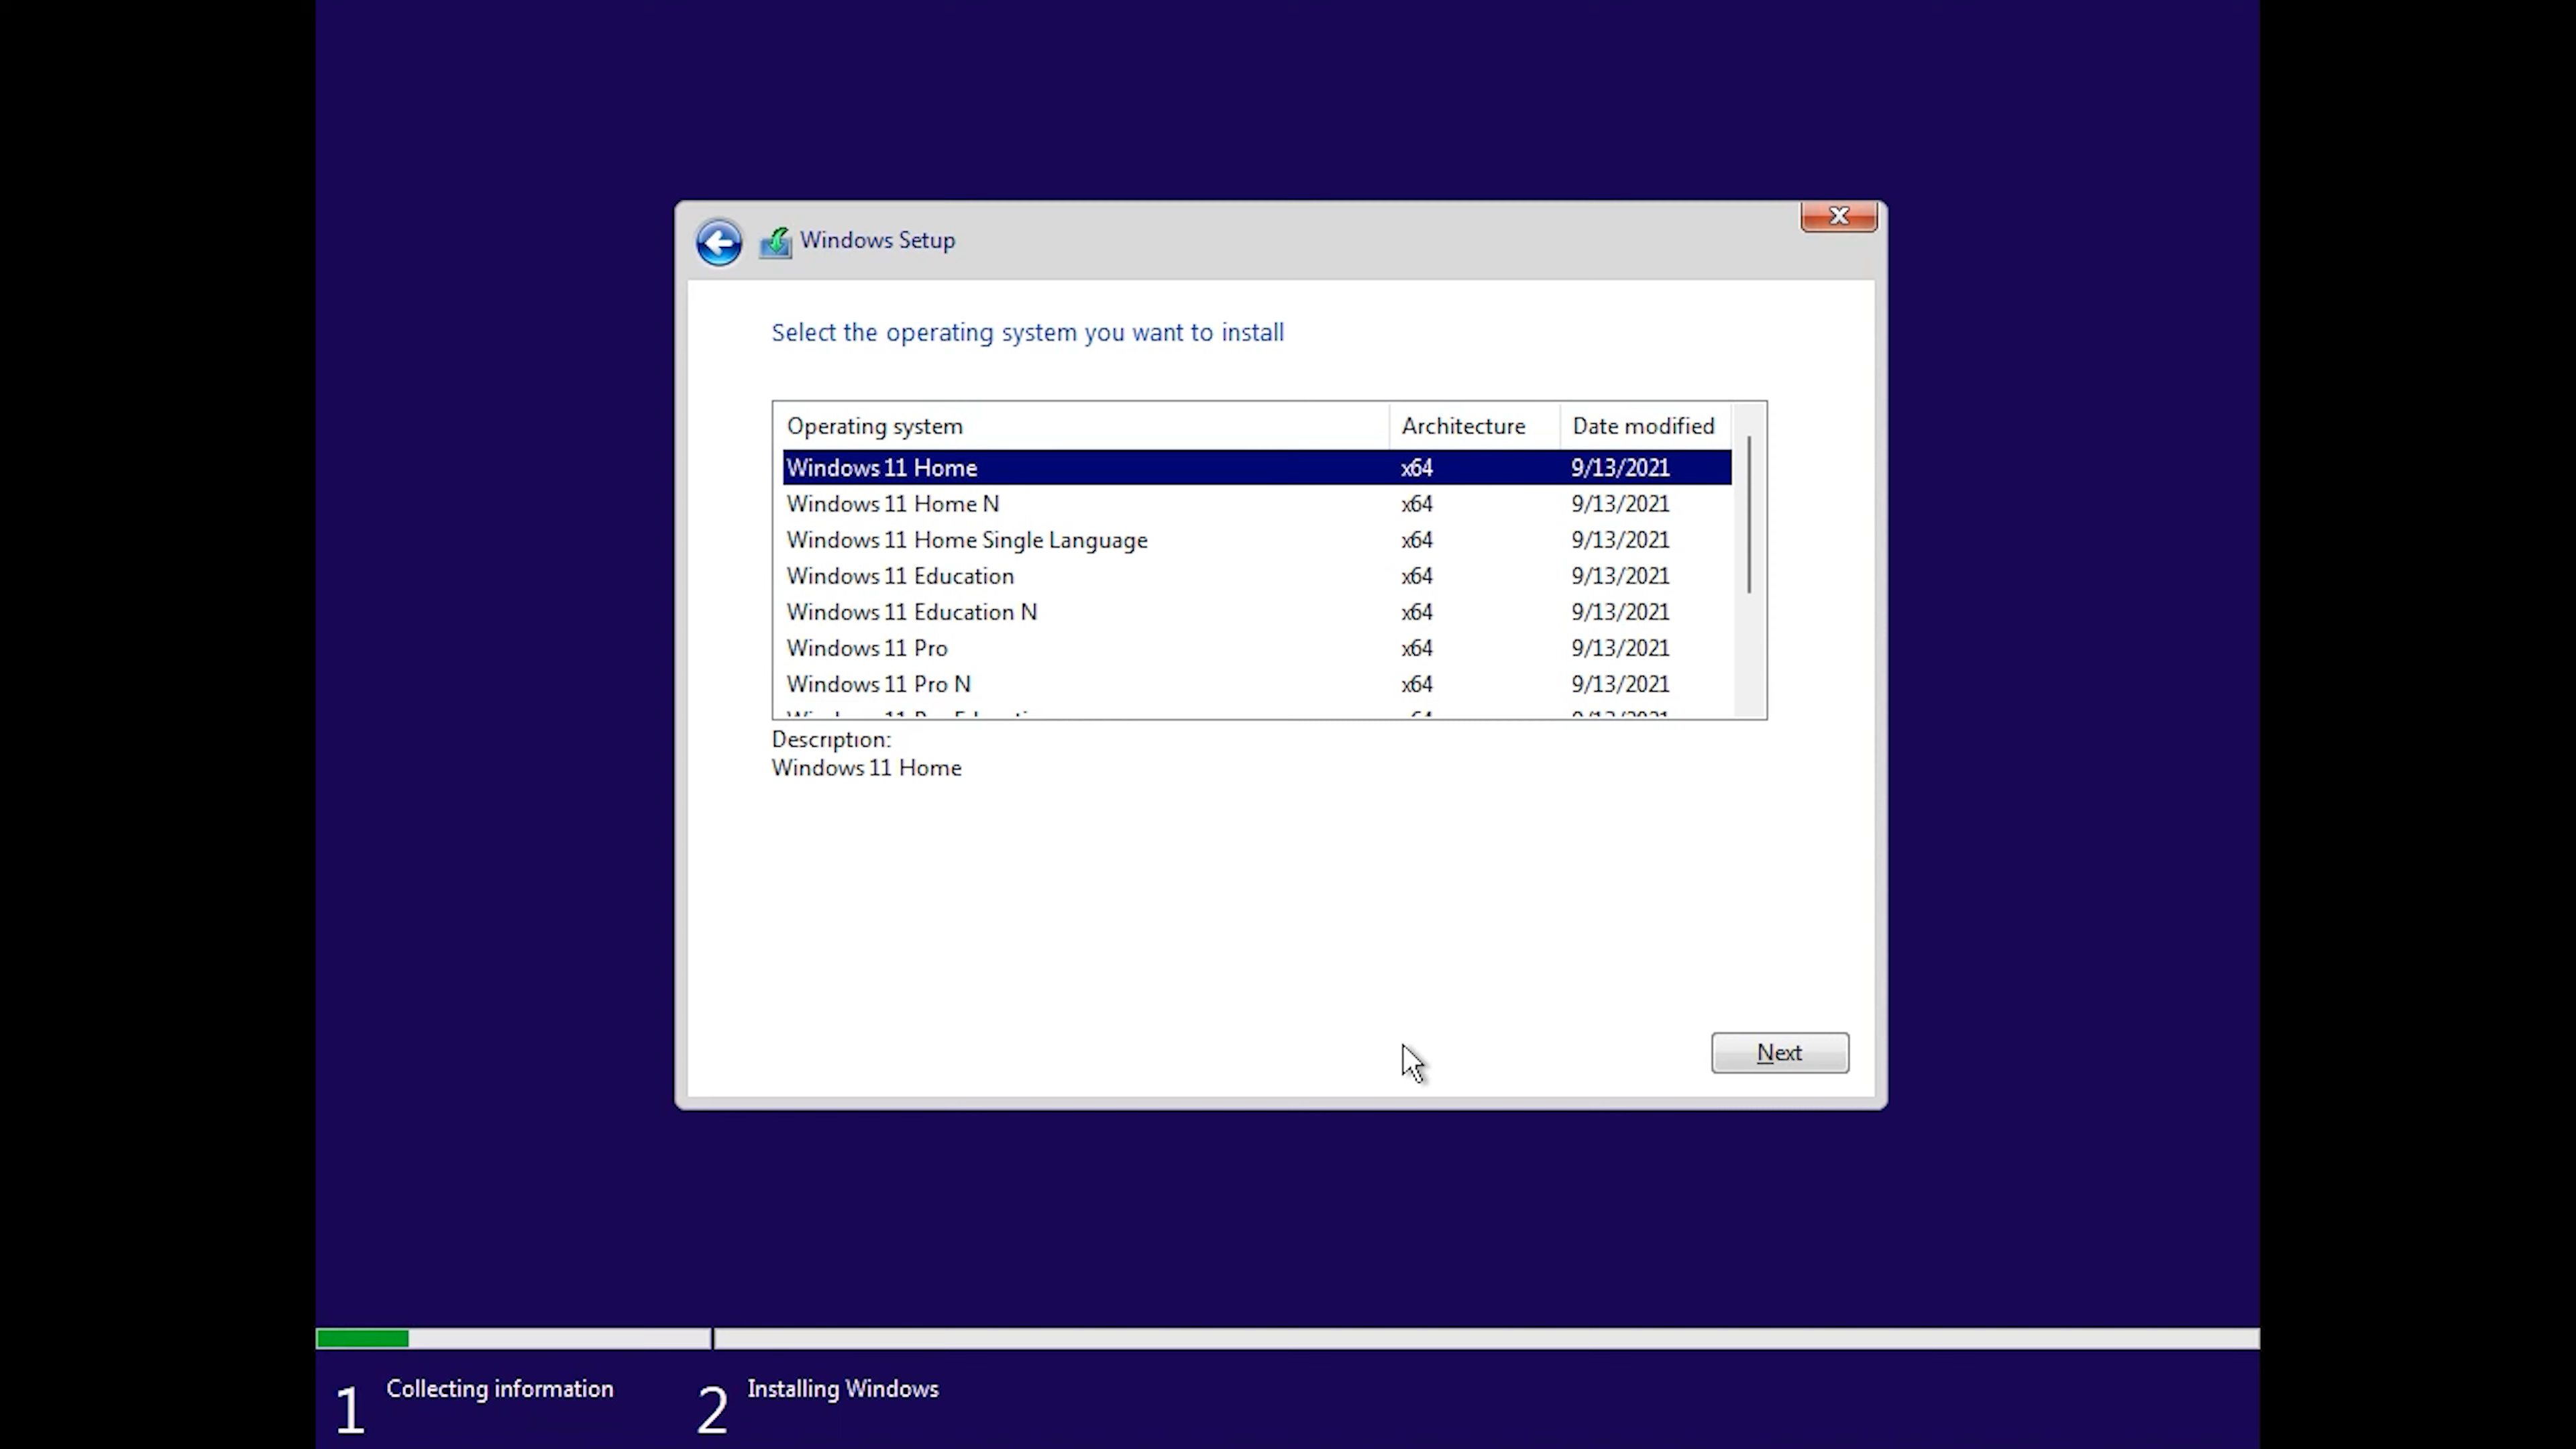 Windows Setup
Select the operating system you want to install
Operating system Architecture Date modified
Windows 11 Home x64 9/13/2021
Windows 11 Home N x64 9/13/2021
Windows 11 Home Single Language x64 9/13/2021
Windows 11 Education x64 9/13/2021
Windows 11 Education N x64 9/13/2021
Windows 11 Pro x64 9/13/2021
Windows 11 Pro N x64 9/13/2021
Description:
Windows 11 Home
Next
1 Collecting information 2 Installing Windows